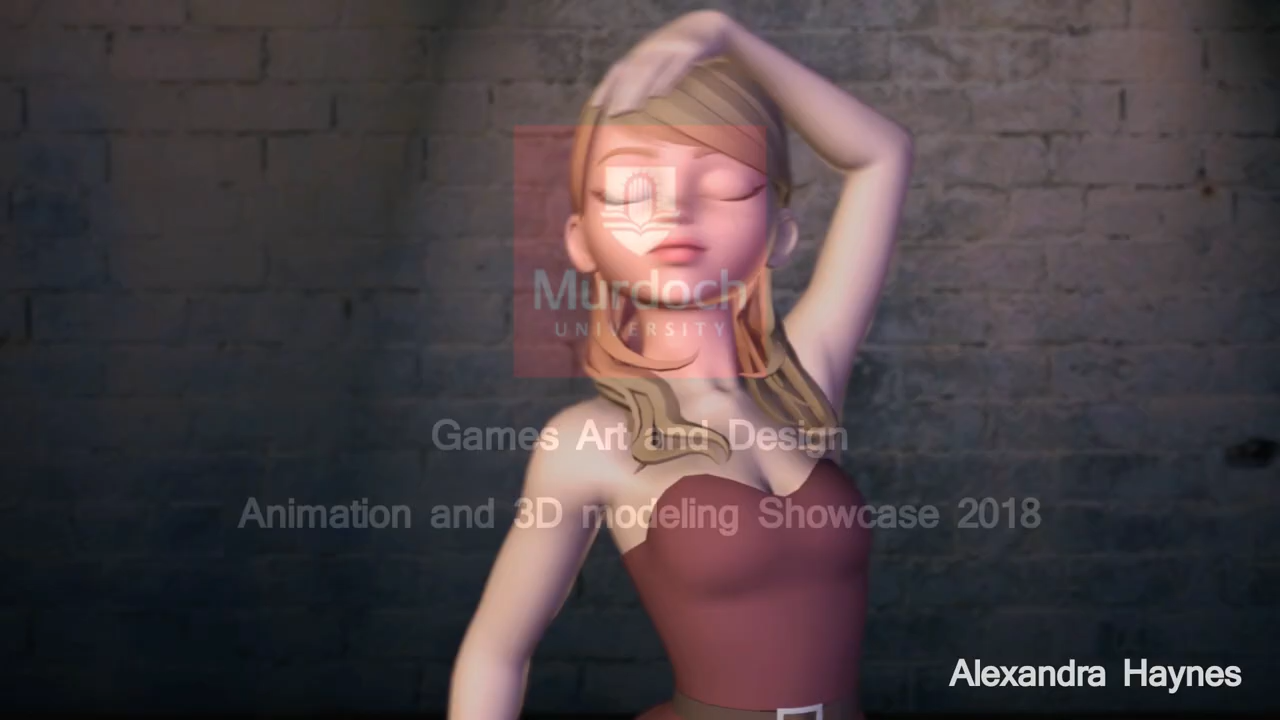 Murdoch
UNIVERSITY
Games Art and Design
Animation and 3D modeling Showcase 2018
Alexandra Haynes